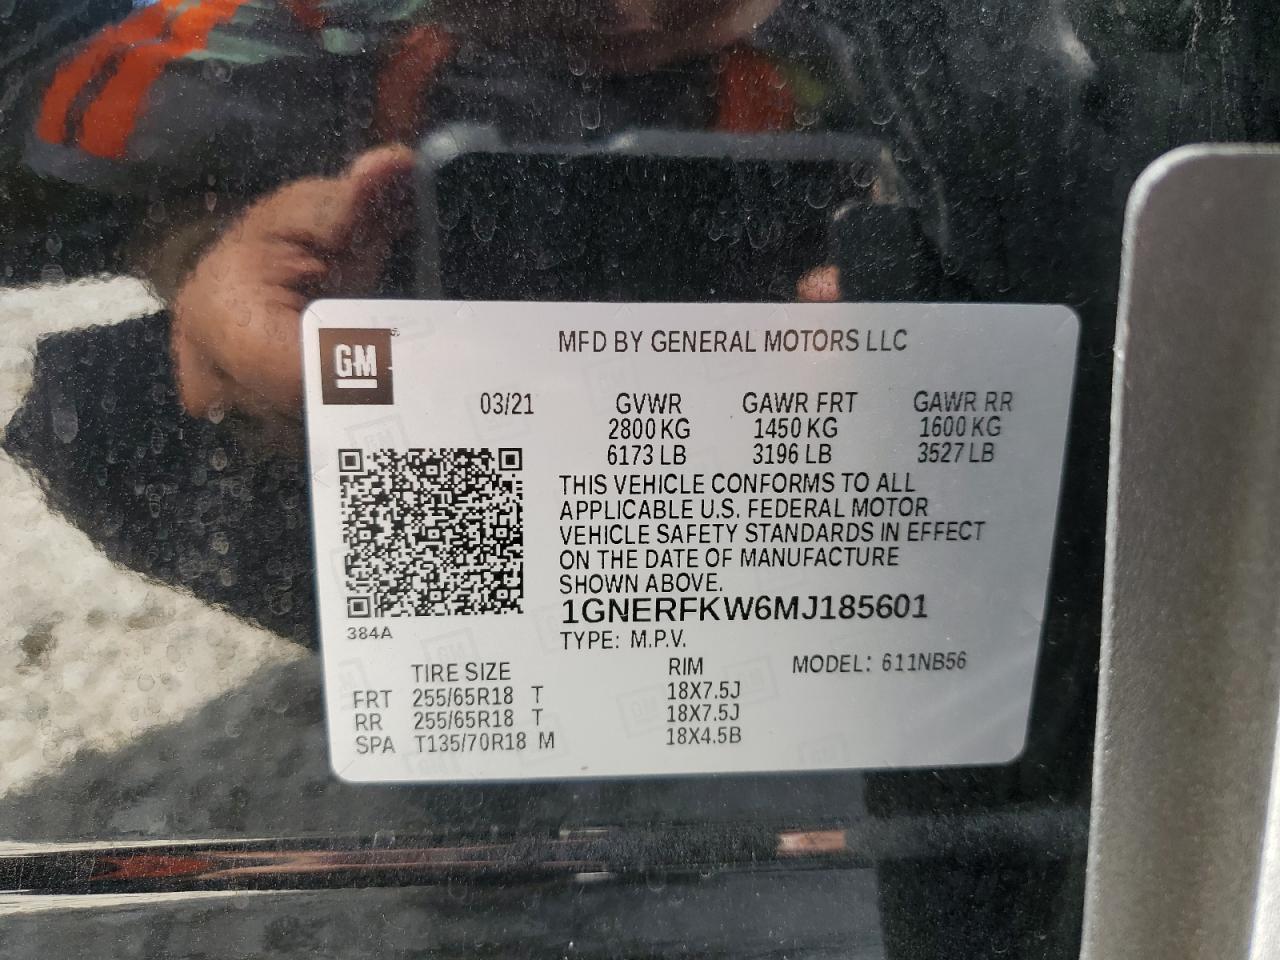 GM
MFD BY GENERAL MOTORS LLC
03/21 GVWR GAWR FRT GAWR RR
2800 KG 1450 KG 1600 KG
6173 LB 3196 LB 3527 LB
THIS VEHICLE CONFORMS TO ALL
APPLICABLE U.S. FEDERAL MOTOR
VEHICLE SAFETY STANDARDS IN EFFECT
ON THE DATE OF MANUFACTURE
SHOWN ABOVE.
1GNERFKW6MJ185601
384A
TYPE: M.P.V.
TIRE SIZE RIM MODEL: 611NB56
FRT 255/65R18 T 18X7.5J
RR 255/65R18 T 18X7.5J
SPA T135/70R18 M 18X4.5B